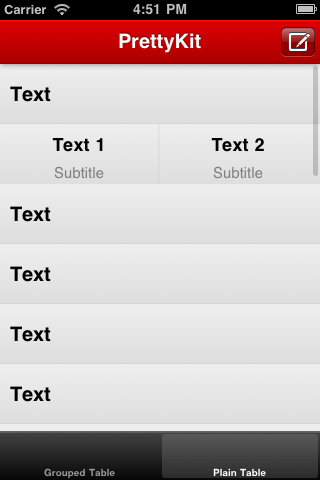 Carrier 4:51 PM
PrettyKit
Text
Text 1 Text 2
Subtitle Subtitle
Text
Text
Text
Text
Grouped Table Plain Table